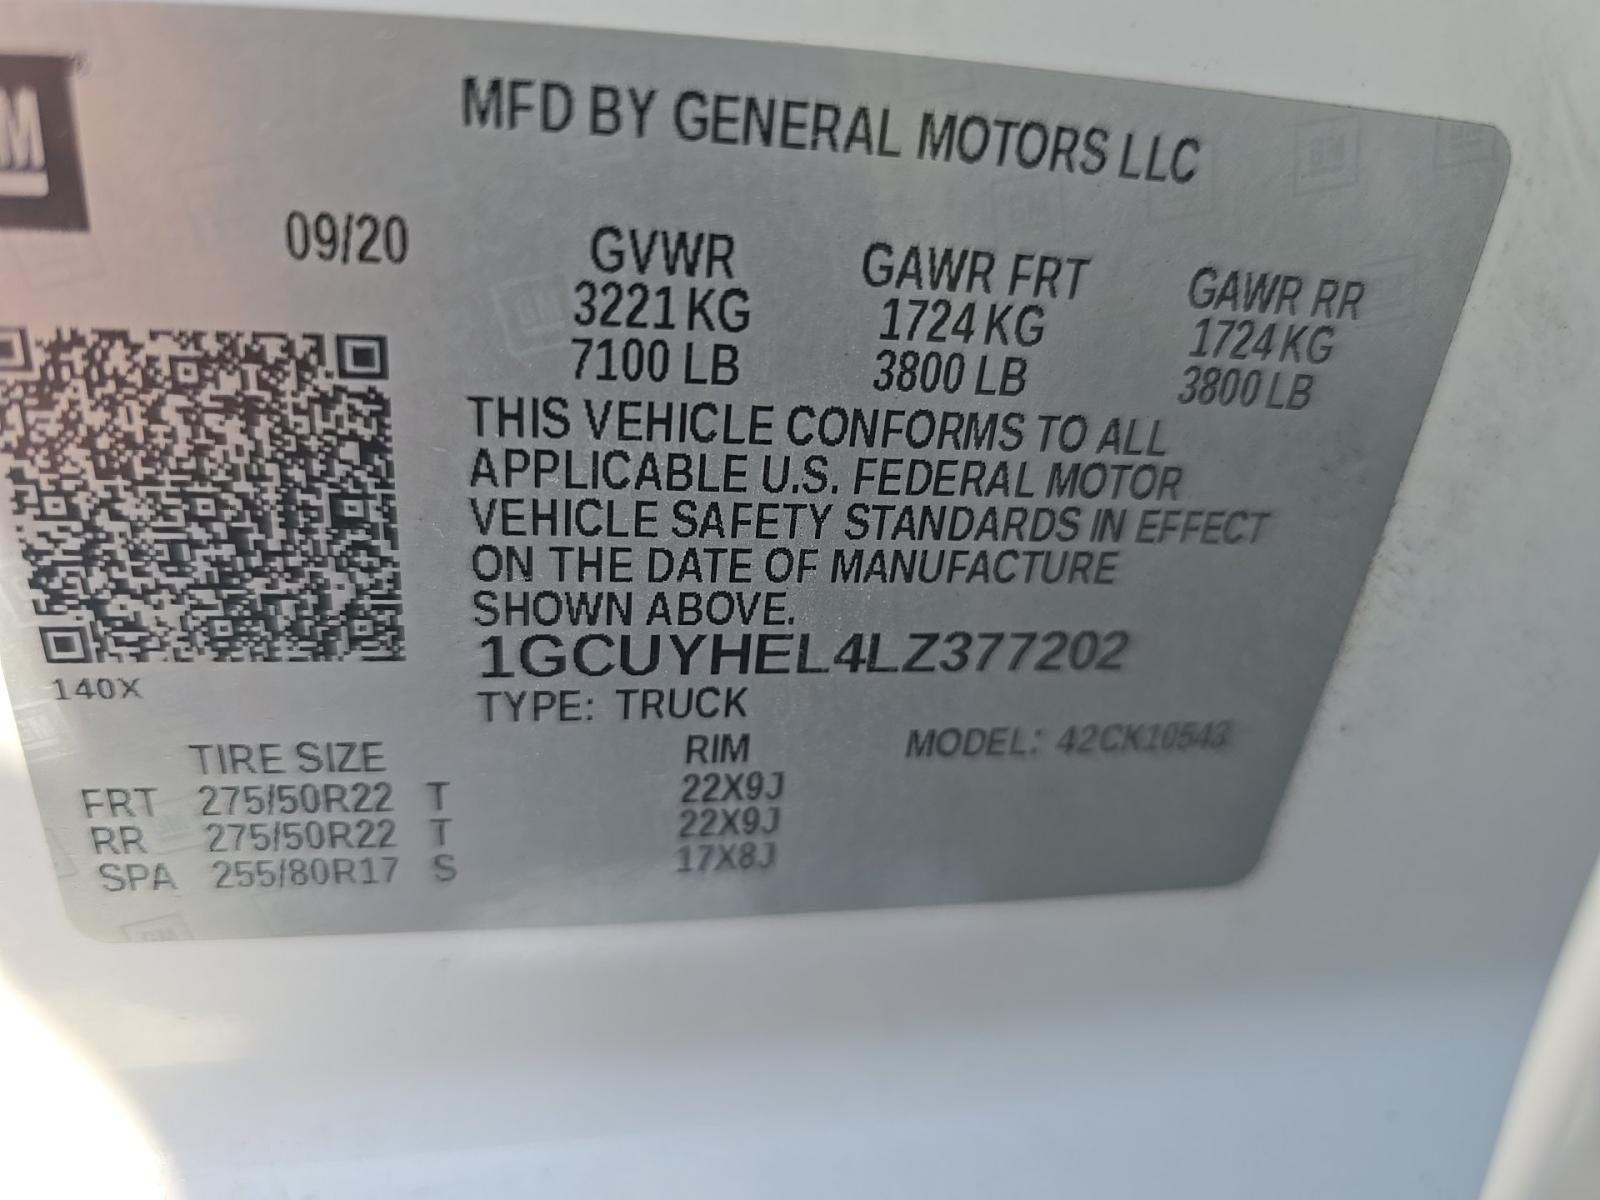 GM
MFD BY GENERAL MOTORS LLC
09/20
GVWR GAWR FRT GAWR RR
3221 KG 1724 KG 1724 KG
7100 LB 3800 LB 3800 LB
THIS VEHICLE CONFORMS TO ALL
APPLICABLE U.S. FEDERAL MOTOR
VEHICLE SAFETY STANDARDS IN EFFECT
ON THE DATE OF MANUFACTURE
SHOWN ABOVE.
1GCUYHEL4LZ377202
140X
TYPE: TRUCK
TIRE SIZE RIM MODEL: 42CK10543
FRT 275/50R22 T 22X9J
RR 275/50R22 T 22X9J
SPA 255/80R17 S 17X8J